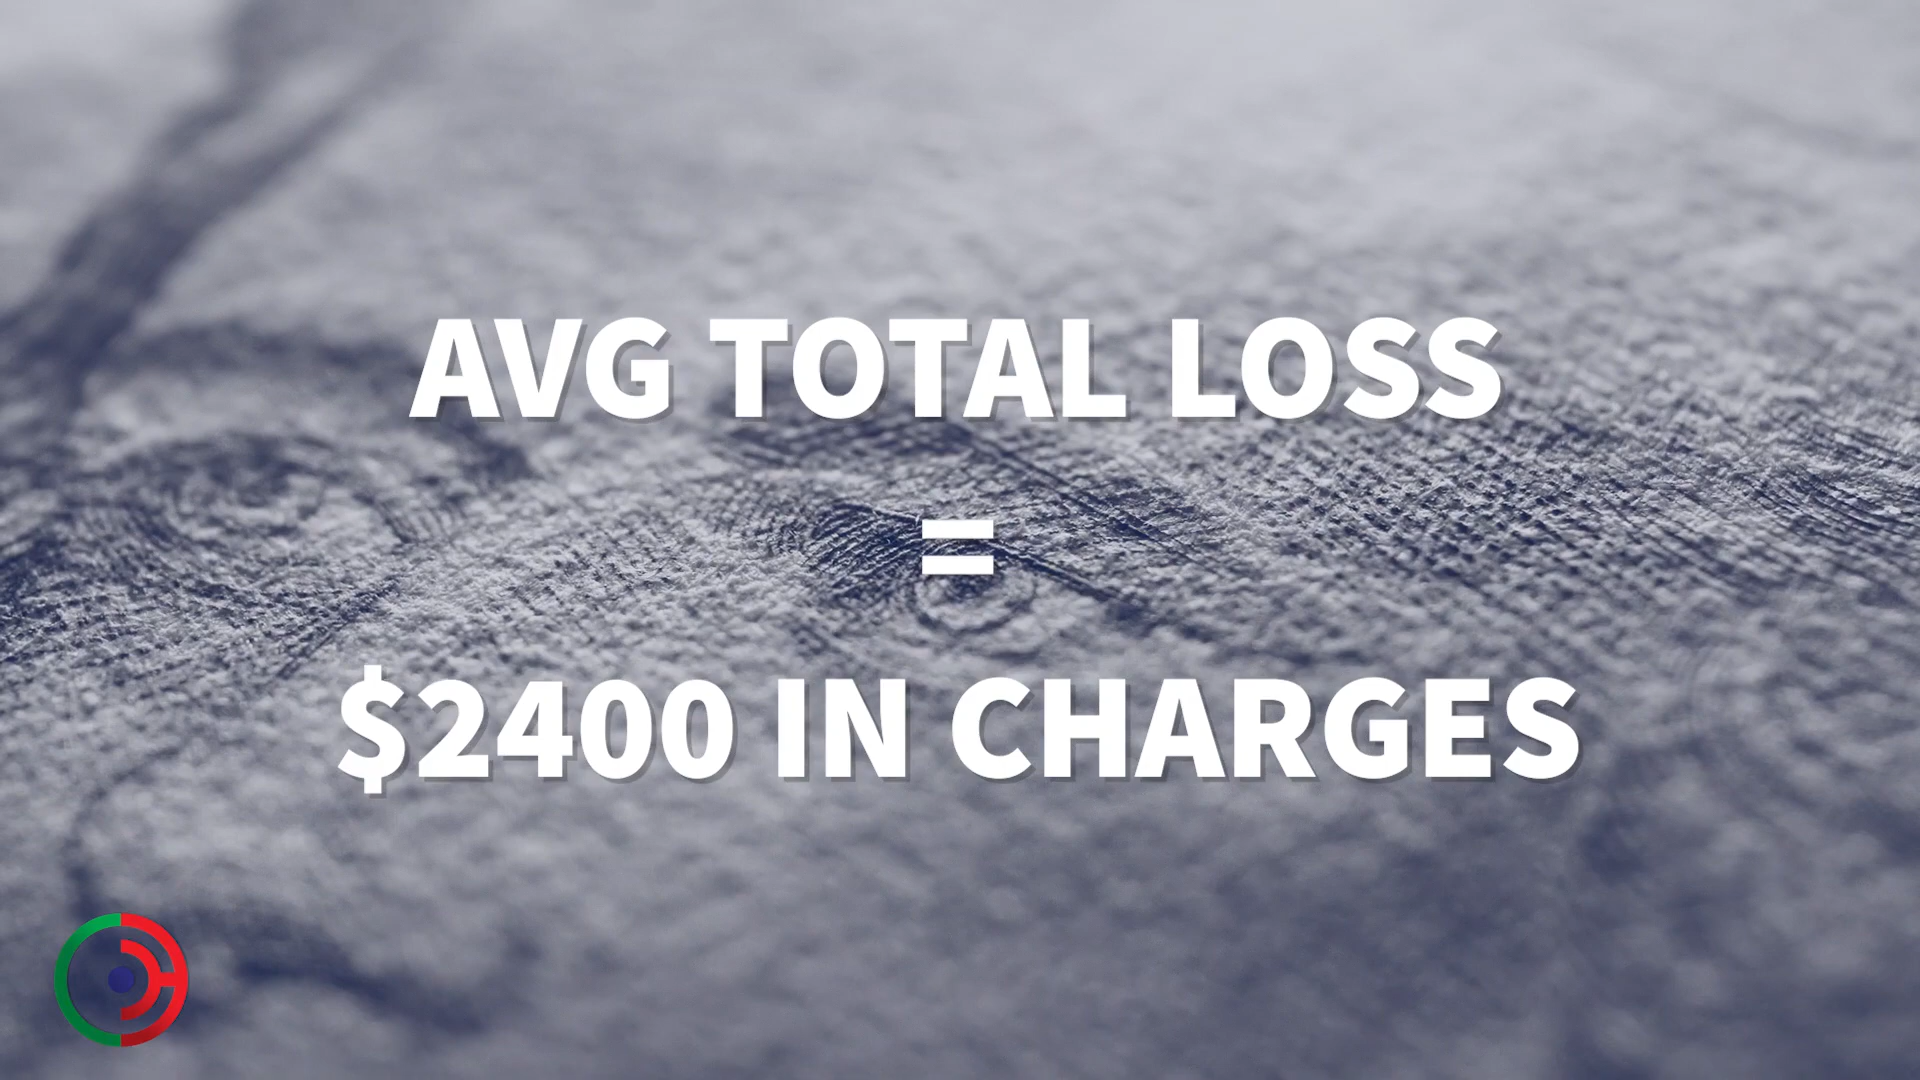 AVG TOTAL LOSS
=
$2400 IN CHARGES